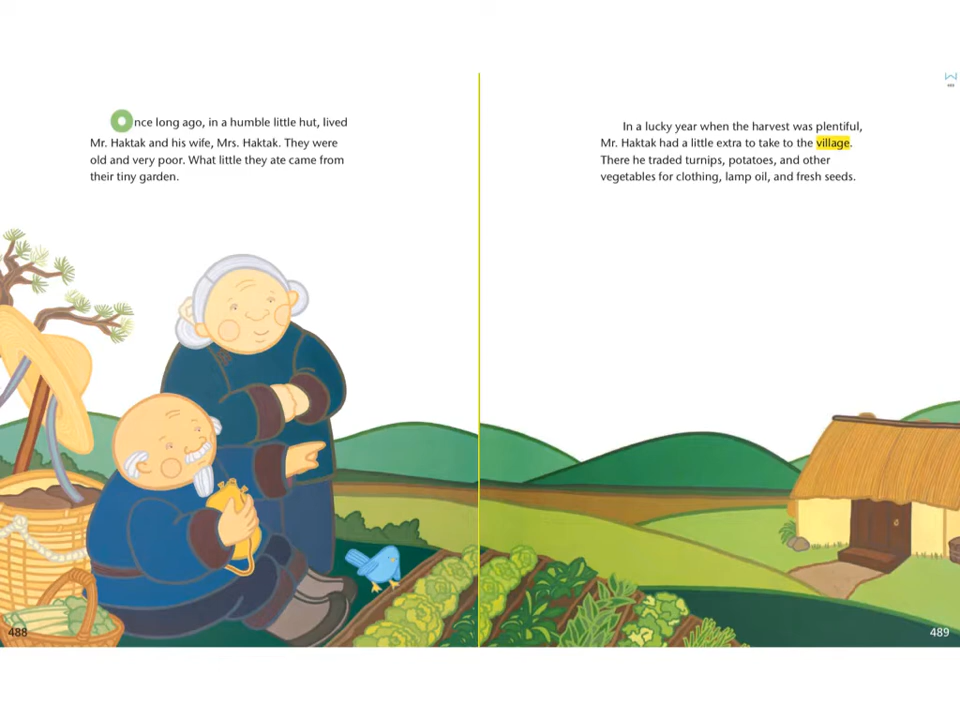 Once long ago, in a humble little hut, lived
Mr. Haktak and his wife, Mrs. Haktak. They were
old and very poor. What little they ate came from
their tiny garden.
488
In a lucky year when the harvest was plentiful,
Mr. Haktak had a little extra to take to the village.
There he traded turnips, potatoes, and other
vegetables for clothing, lamp oil, and fresh seeds.
489